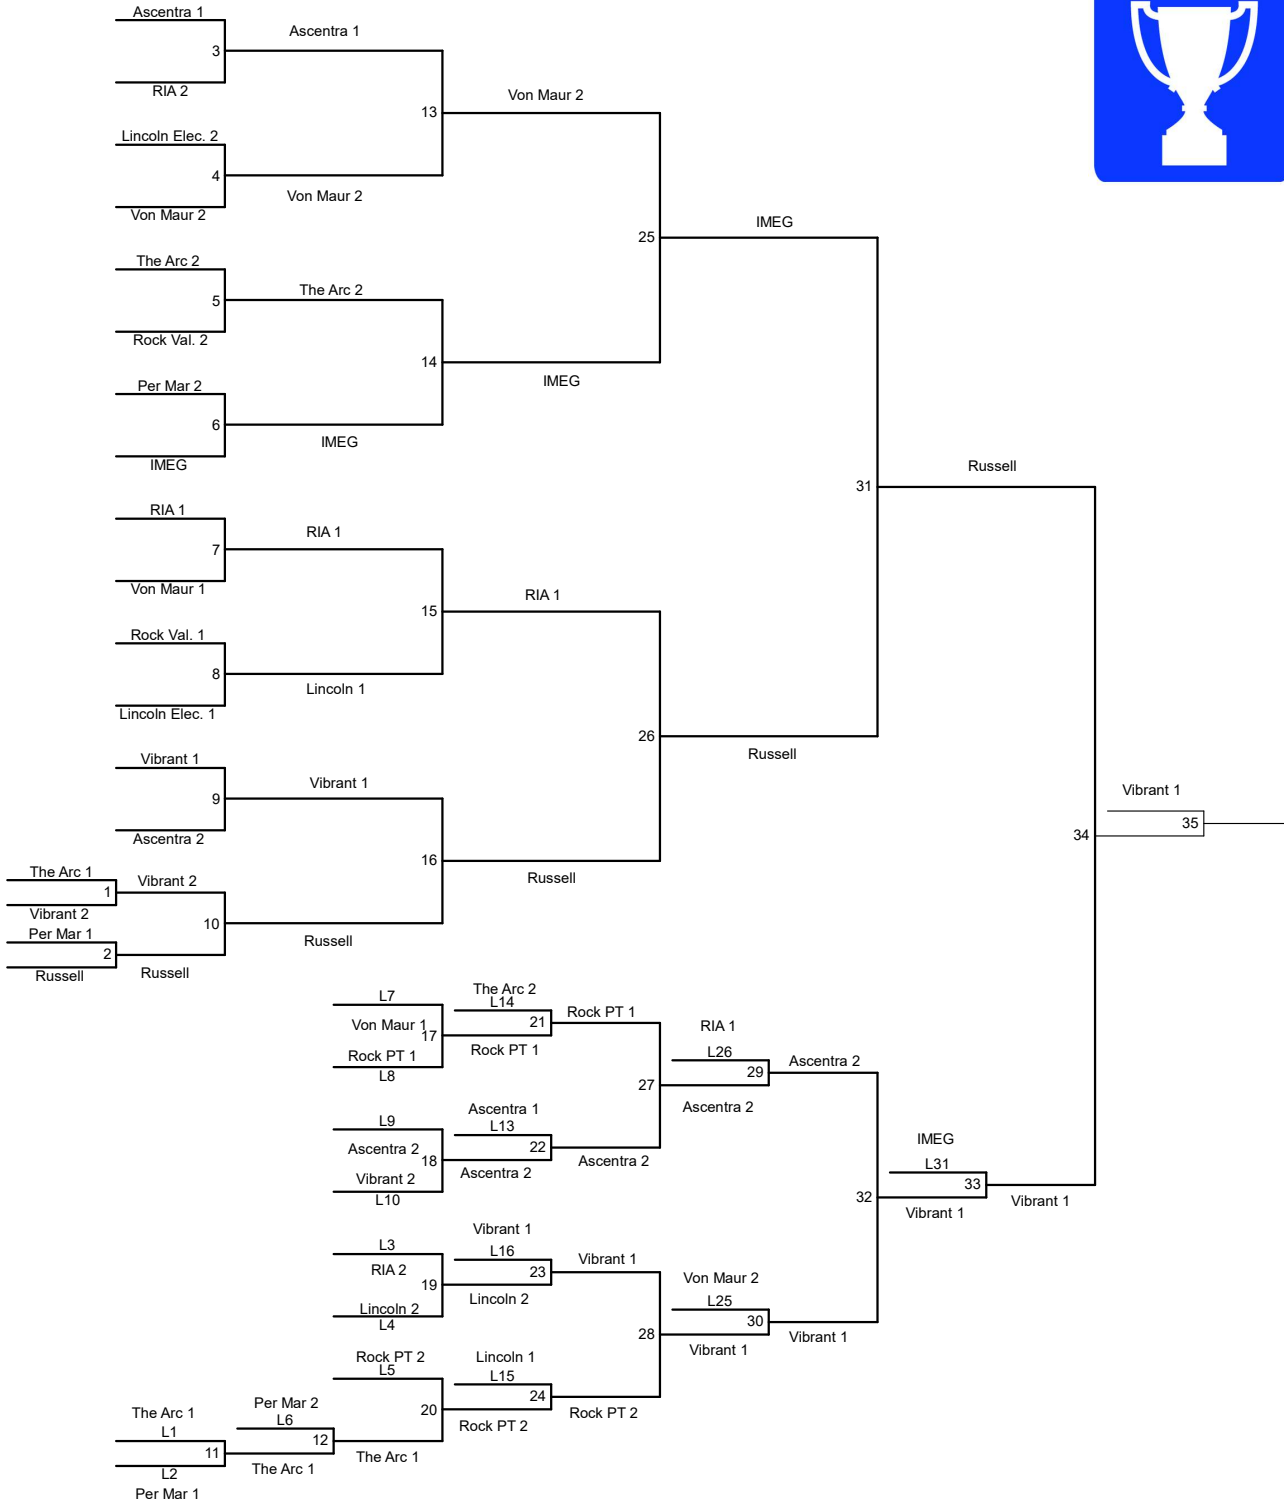 Ascentra 1
Ascentra 1
3
RIA 2
Von Maur 2
13
Lincoln Elec. 2
4
Von Maur 2
Von Maur 2
IMEG
25
The Arc 2
The Arc 2
5
Rock Val. 2
14
IMEG
Per Mar 2
6
IMEG
IMEG
Russell
31
RIA 1
RIA 1
7
Von Maur 1
RIA 1
15
Rock Val. 1
8
Lincoln 1
Lincoln Elec. 1
26
Russell
Vibrant 1
Vibrant 1
9
Ascentra 2
Vibrant 1
35
34
16
The Arc 1
Vibrant 2
1
Vibrant 2
Russell
Per Mar 1
10
2
Russell
Russell
Russell
L7
The Arc 2
L14
Rock PT 1
Von Maur 1
17
21
Rock PT 1
Rock PT 1
L8
RIA 1
L26
Ascentra 2
29
27
Ascentra 2
L9
Ascentra 1
L13
Ascentra 2
18
22
Ascentra 2
Ascentra 2
Vibrant 2
L10
IMEG
L31
33
Vibrant 1
Vibrant 1
32
L3
Vibrant 1
L16
Vibrant 1
RIA 2
19
23
Lincoln 2
Lincoln 2
L4
Von Maur 2
L25
30
Vibrant 1
Vibrant 1
28
Rock PT 2
L5
Lincoln 1
L15
24
Rock PT 2
20
Rock PT 2
Per Mar 2
L6
12
The Arc 1
The Arc 1
L1
11
The Arc 1
L2
Per Mar 1